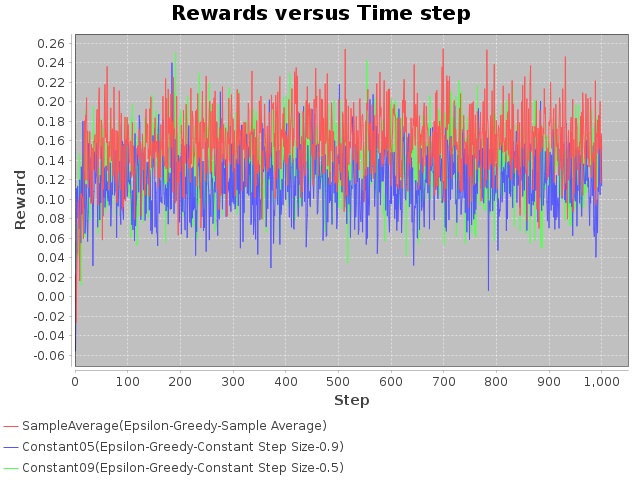 Rewards versus Time step
0.26
0.24
0.22
0.20
0.18
0.16
0.14
0.12
0.10
0.08
0.06
0.04
0.02
0.00
-0.02
-0.04
-0.06
Reward
0 100 200 300 400 500 600 700 800 900 1,000
Step
SampleAverage(Epsilon-Greedy-Sample Average)
Constant05(Epsilon-Greedy-Constant Step Size-0.9)
Constant09(Epsilon-Greedy-Constant Step Size-0.5)